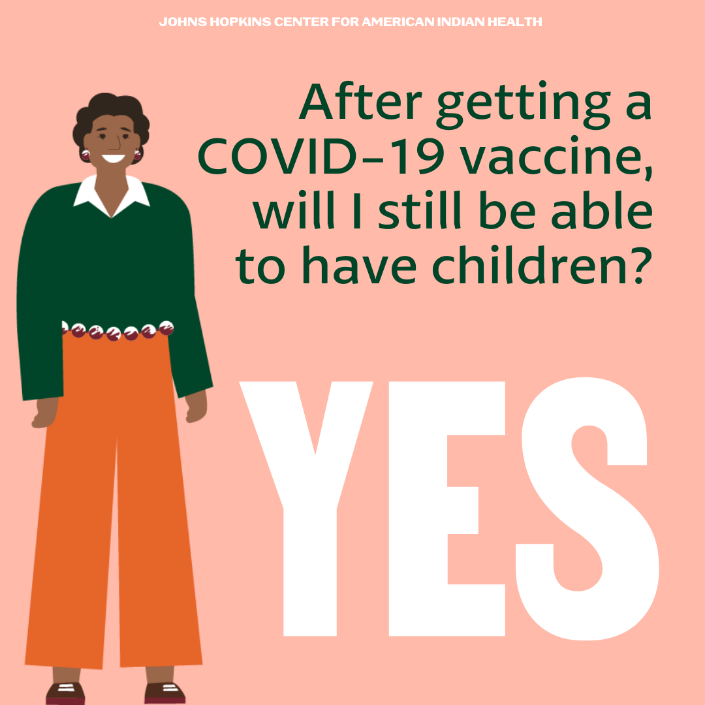 JOHNS HOPKINS CENTER FOR AMERICAN INDIAN HEALTH
After getting a
COVID-19 vaccine,
will I still be able
to have children?
YES